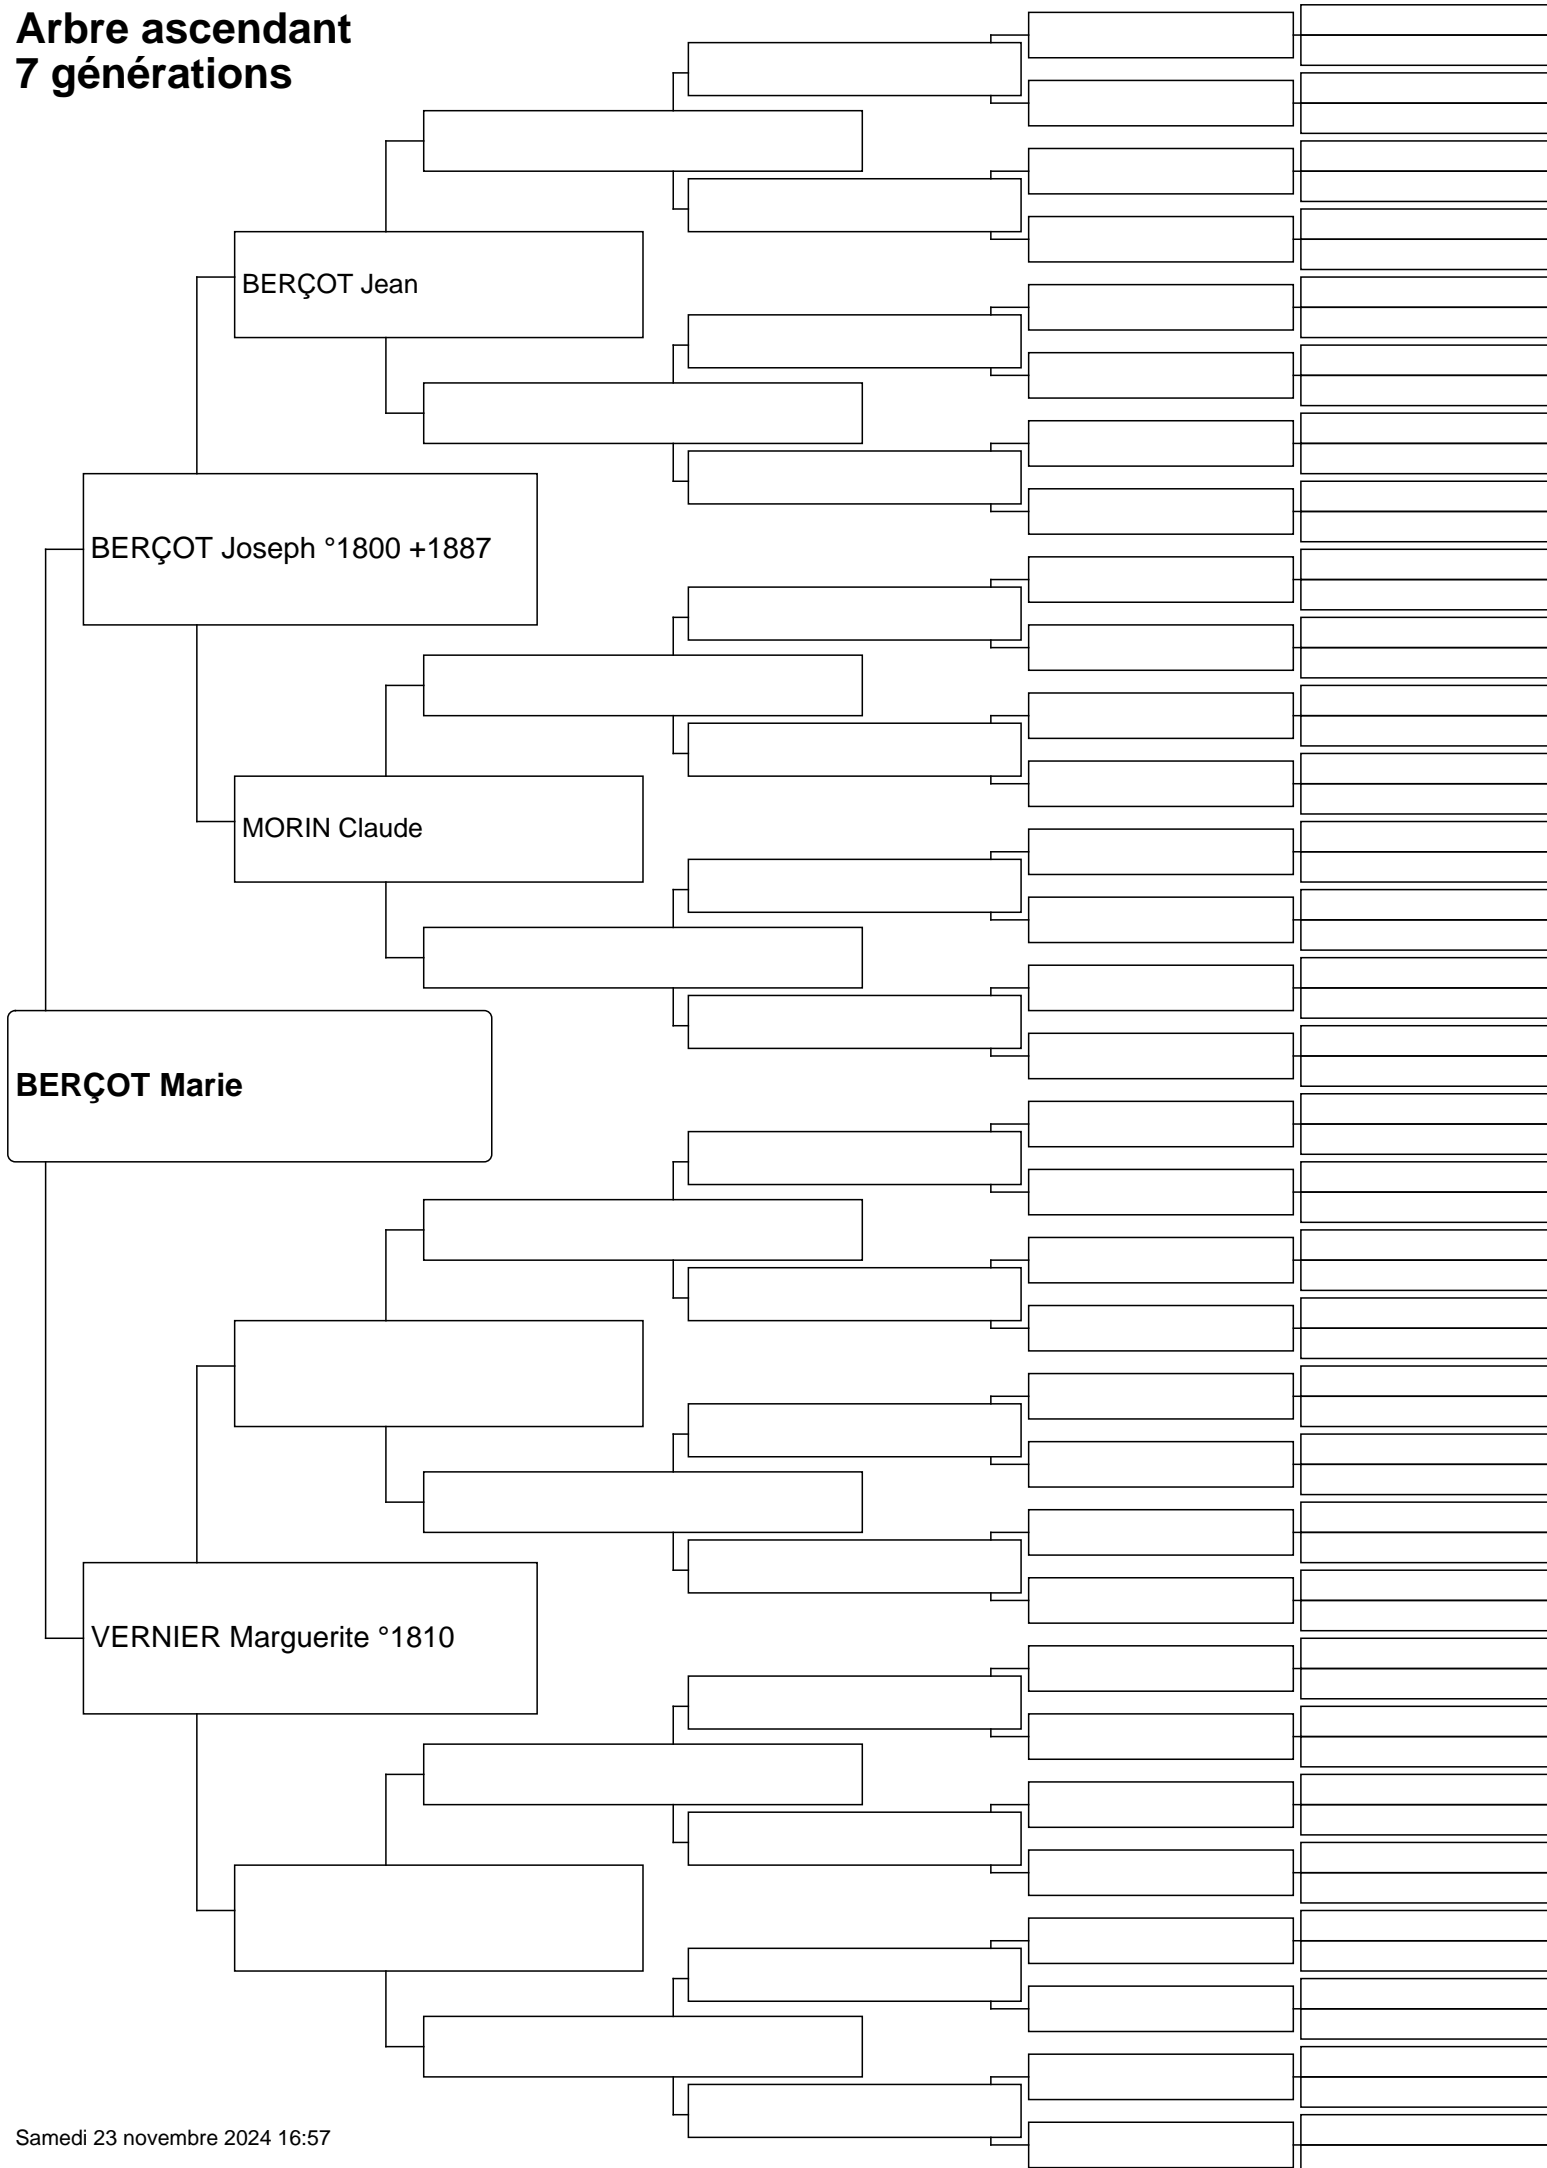 Arbre ascendant
7 générations
BERÇOT Jean
BERÇOT Joseph °1800 +1887
MORIN Claude
BERÇOT Marie
VERNIER Marguerite °1810
Samedi 23 novembre 2024 16:57